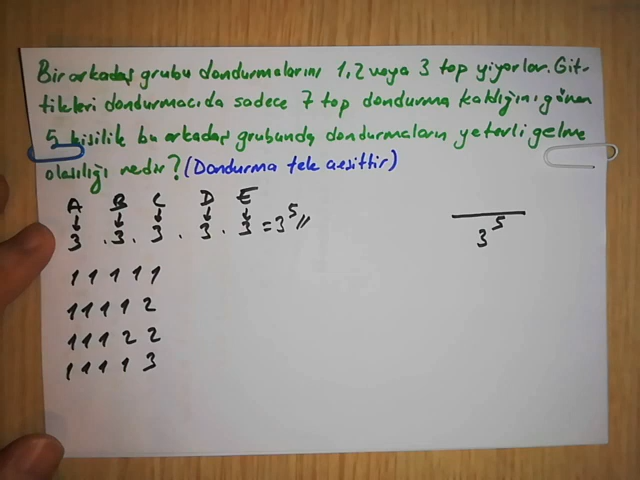 Bir arkadaş grubu dondurmalarını 1,2 veya 3 top yiyorlar. Git-
tikleri dondurmacıda sadece 7 top dondurma kaldığını gören
5 kişilik bu arkadaş grubunda dondurmaların yeterli gelme
olasılığı nedir? (Dondurma tek çeşittir)
A B C D E
↓ ↓ ↓ ↓ ↓
3 . 3 . 3 . 3 . 3 = 3^5 //
3^5
1 1 1 1 1
1 1 1 1 2
1 1 1 2 2
1 1 1 1 3